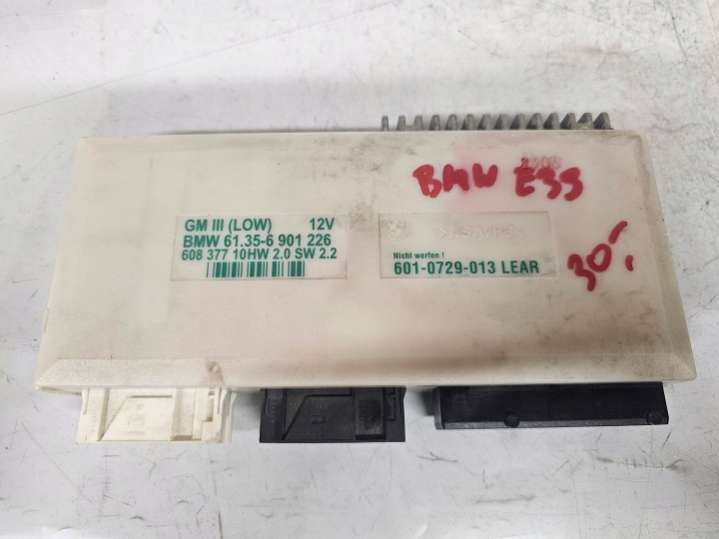 BMW E39
GM III (LOW) 12V
BMW 61.35-6 901 226
608 377 10HW 2.0 SW 2.2
Nicht werfen !
601-0729-013 LEAR
30,-